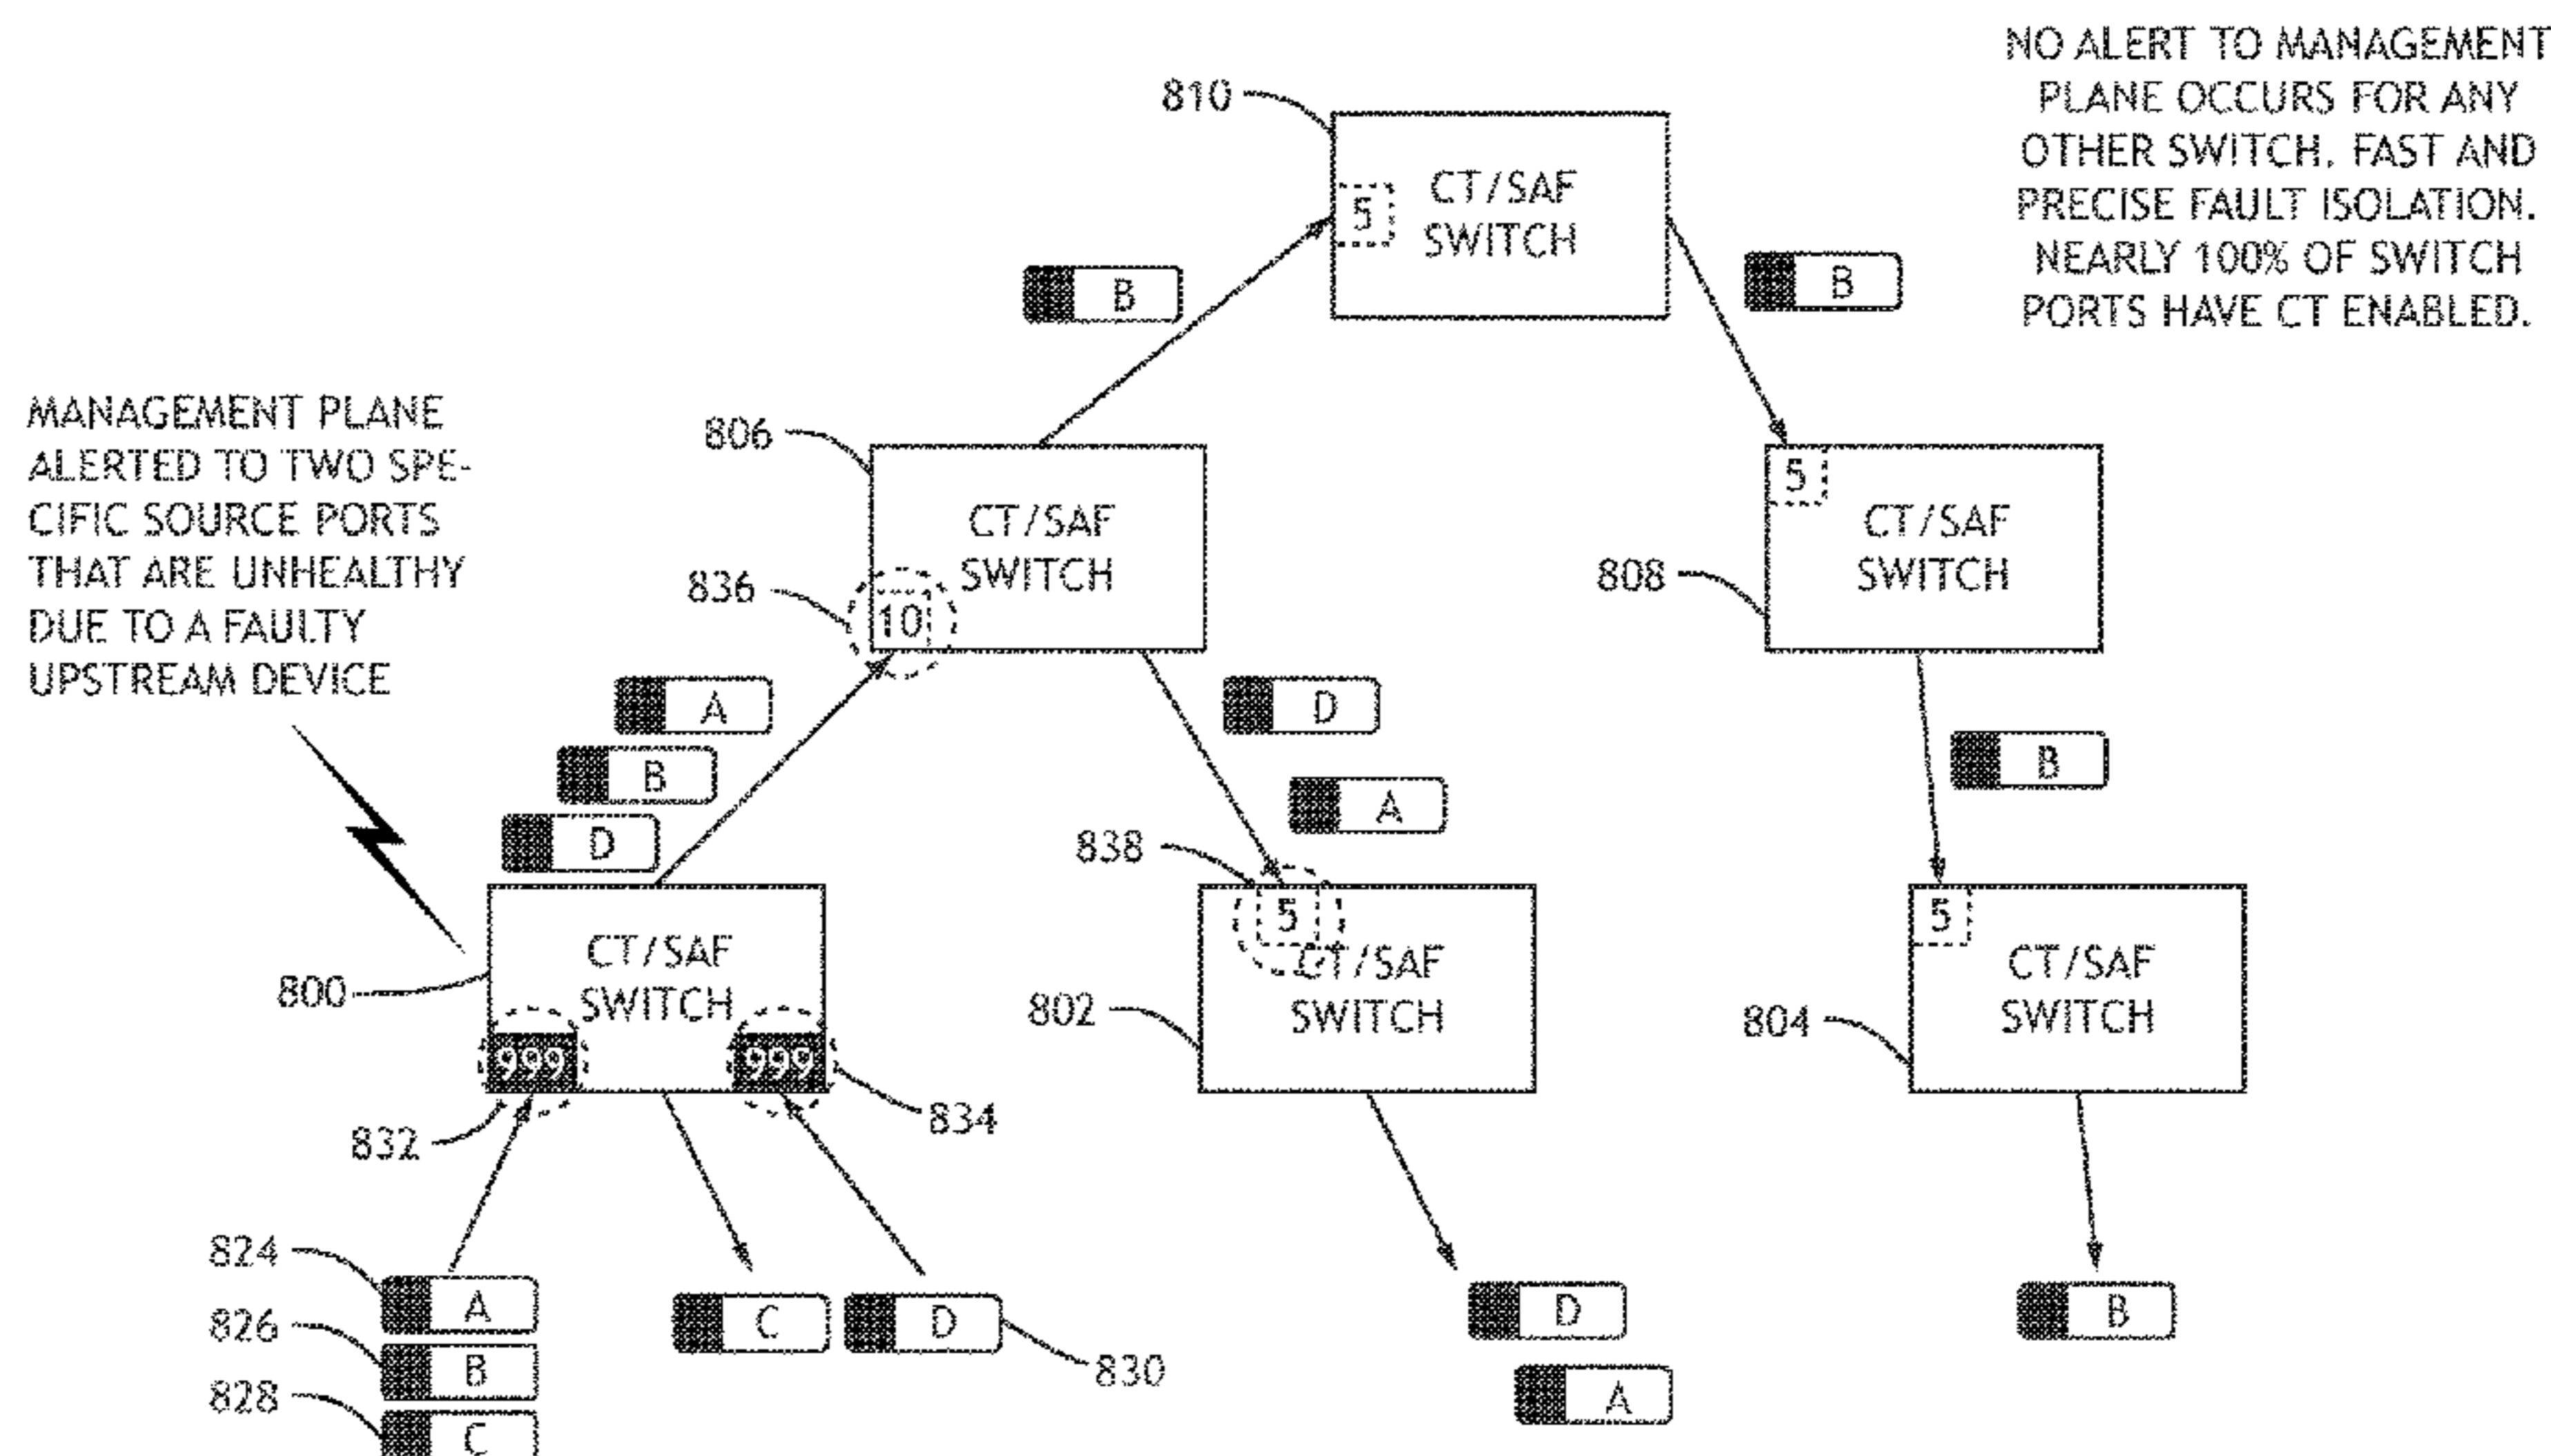 NO ALERT TO MANAGEMENT
PLANE OCCURS FOR ANY
OTHER SWITCH. FAST AND
PRECISE FAULT ISOLATION.
NEARLY 100% OF SWITCH
PORTS HAVE CT ENABLED.
810
CT/SAF
SWITCH
5
B
B
MANAGEMENT PLANE
ALERTED TO TWO SPE-
CIFIC SOURCE PORTS
THAT ARE UNHEALTHY
DUE TO A FAULTY
UPSTREAM DEVICE
806
CT/SAF
SWITCH
836
10
5
CT/SAF
SWITCH
808
A
B
D
D
A
B
838
800
CT/SAF
SWITCH
999
999
832
834
5
CT/SAF
SWITCH
802
5
CT/SAF
SWITCH
804
824
A
826
B
828
C
C
D
830
D
A
B